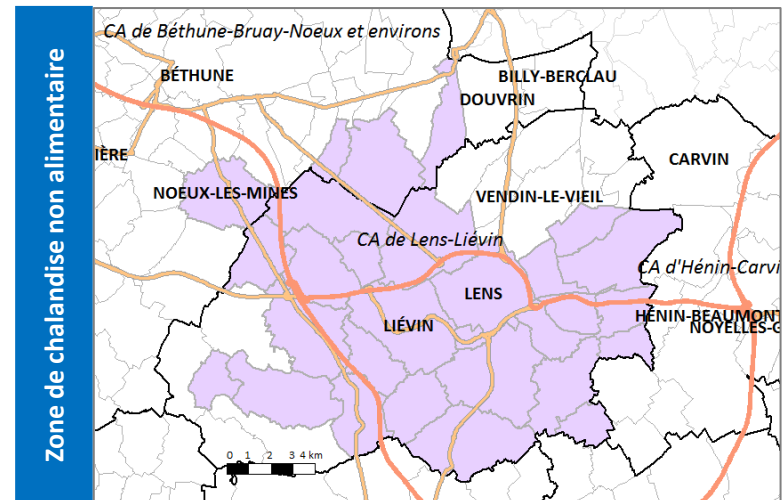 Zone de chalandise non alimentaire
CA de Béthune-Bruay-Noeux et environs
BÉTHUNE
BILLY-BERCLAU
DOUVRIN
IÈRE
CARVIN
NOEUX-LES-MINES
VENDIN-LE-VIEIL
CA de Lens-Liévin
CA d'Hénin-Carvi
LENS
HÉNIN-BEAUMONT
LIÉVIN
NOYELLES-G
0 1 2 3 4 km